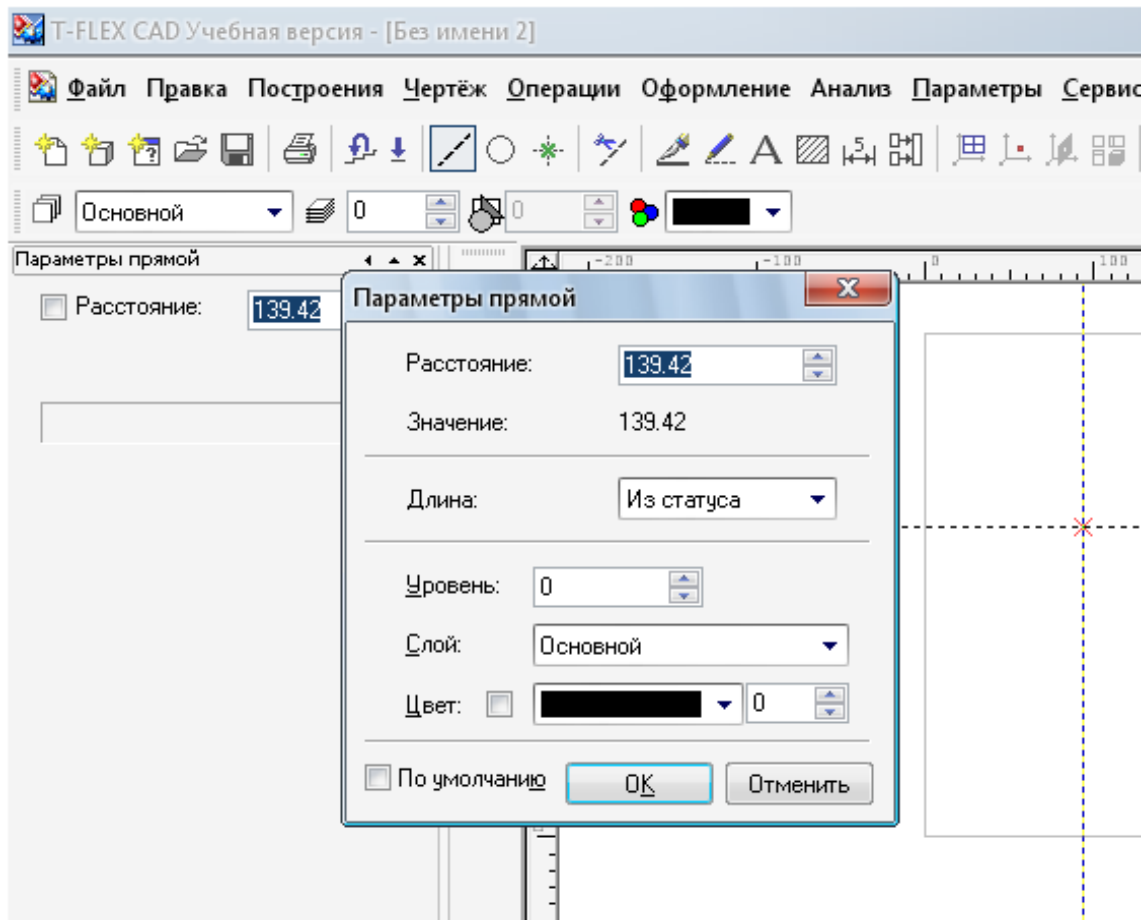 T-FLEX CAD Учебная версия - [Без имени 2]
Файл Правка Построения Чертёж Операции Оформление Анализ Параметры Сервис
Основной 0 0
Параметры прямой
-200 -100 0 100
Расстояние: 139.42
Параметры прямой
Расстояние: 139.42
Значение: 139.42
Длина: Из статуса
Уровень: 0
Слой: Основной
Цвет: 0
По умолчанию OK Отменить